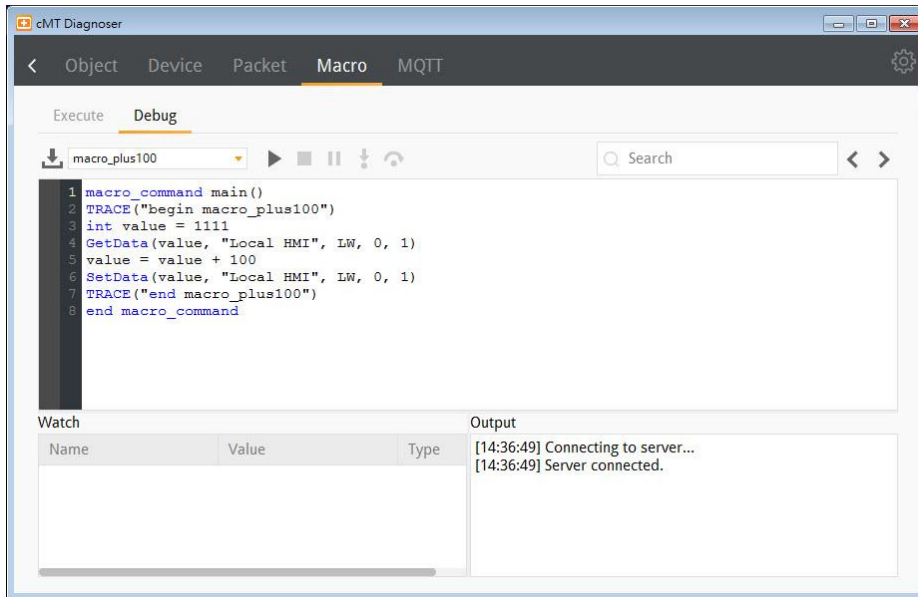 cMT Diagnoser
Object Device Packet Macro MQTT
Execute Debug
macro_plus100
Search
1 macro_command main()
2 TRACE("begin macro_plus100")
3 int value = 1111
4 GetData(value, "Local HMI", LW, 0, 1)
5 value = value + 100
6 SetData(value, "Local HMI", LW, 0, 1)
7 TRACE("end macro_plus100")
8 end macro_command
Watch
Name Value Type
Output
[14:36:49] Connecting to server...
[14:36:49] Server connected.